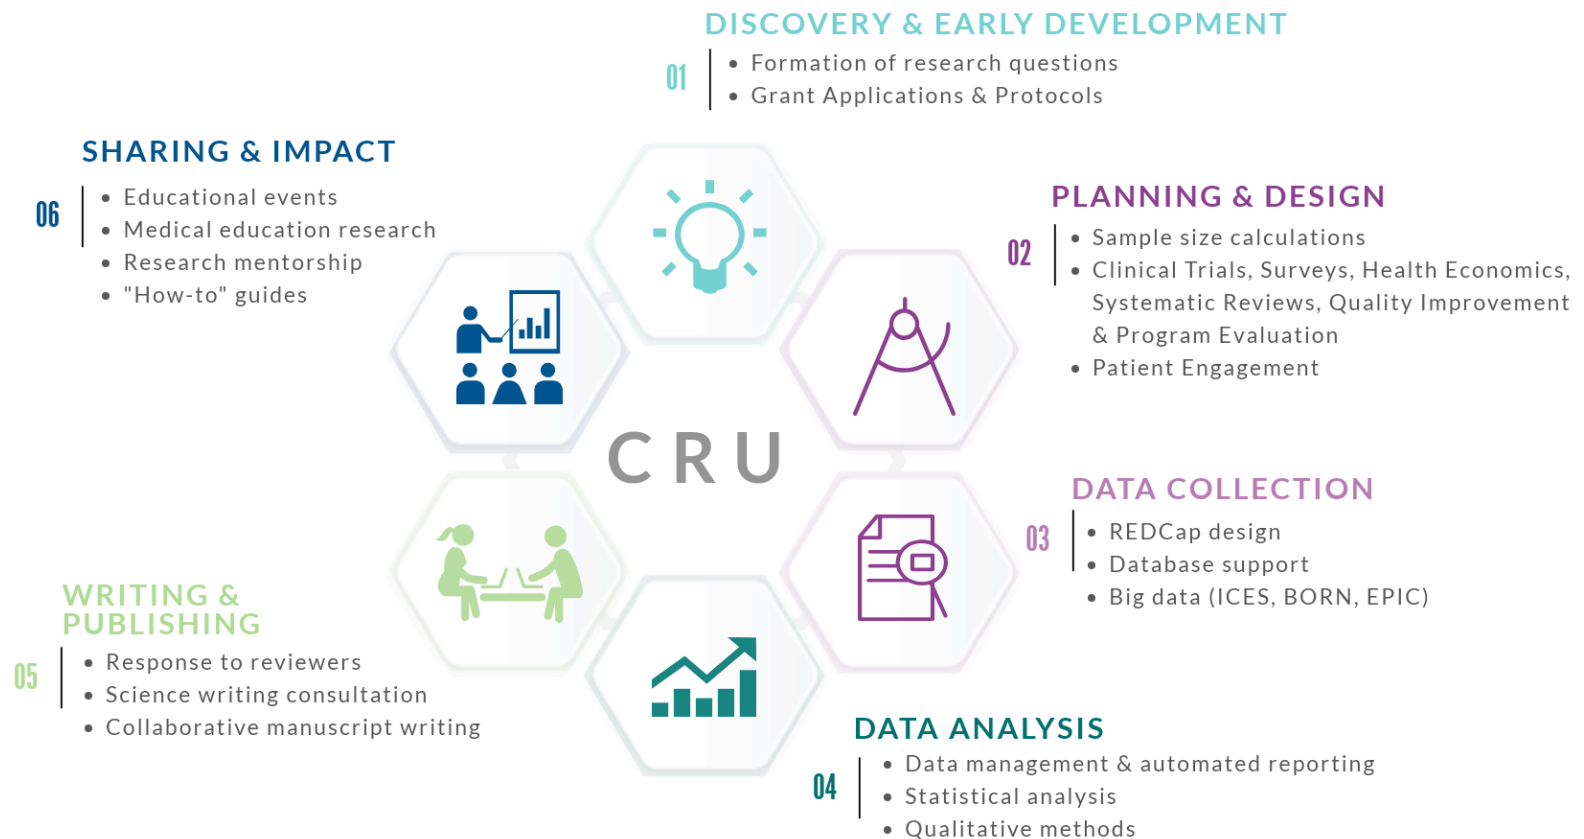 DISCOVERY & EARLY DEVELOPMENT
01
• Formation of research questions
• Grant Applications & Protocols
PLANNING & DESIGN
02
• Sample size calculations
• Clinical Trials, Surveys, Health Economics,
Systematic Reviews, Quality Improvement
& Program Evaluation
• Patient Engagement
DATA COLLECTION
03
• REDCap design
• Database support
• Big data (ICES, BORN, EPIC)
DATA ANALYSIS
04
• Data management & automated reporting
• Statistical analysis
• Qualitative methods
WRITING &
PUBLISHING
05
• Response to reviewers
• Science writing consultation
• Collaborative manuscript writing
SHARING & IMPACT
06
• Educational events
• Medical education research
• Research mentorship
• "How-to" guides
CRU